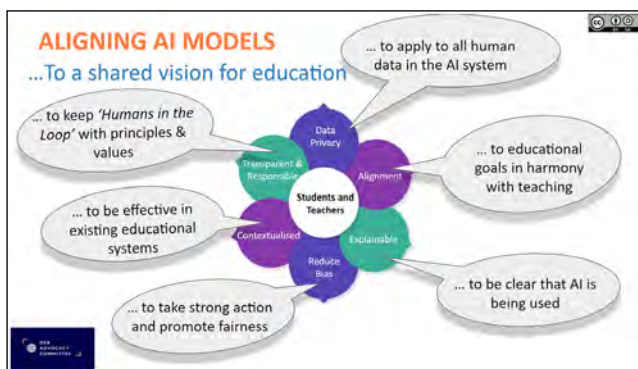 ALIGNING AI MODELS
...To a shared vision for education
... to apply to all human
data in the AI system
... to keep 'Humans in the
Loop' with principles &
values
Data
Privacy
Transparent &
Responsible
Alignment
... to educational
goals in harmony
with teaching
Students and
Teachers
... to be effective in
existing educational
systems
Contextualised
Explainable
Reduce
Bias
... to take strong action
and promote fairness
... to be clear that AI is
being used
ADVOCACY
COMMITTEE